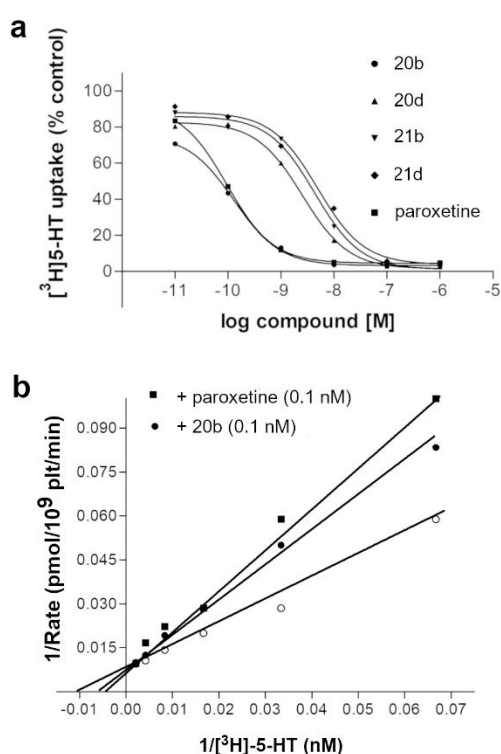 a
[³H]5-HT uptake (% control)
100
80
60
40
20
0
-11
-10
-9
-8
-7
-6
-5
log compound [M]
20b
20d
21b
21d
paroxetine
b
+ paroxetine (0.1 nM)
+ 20b (0.1 nM)
1/Rate (pmol/10⁹ plt/min)
0.090
0.075
0.060
0.045
0.030
0.015
-0.01
0.00
0.01
0.02
0.03
0.04
0.05
0.06
0.07
1/[³H]-5-HT (nM)